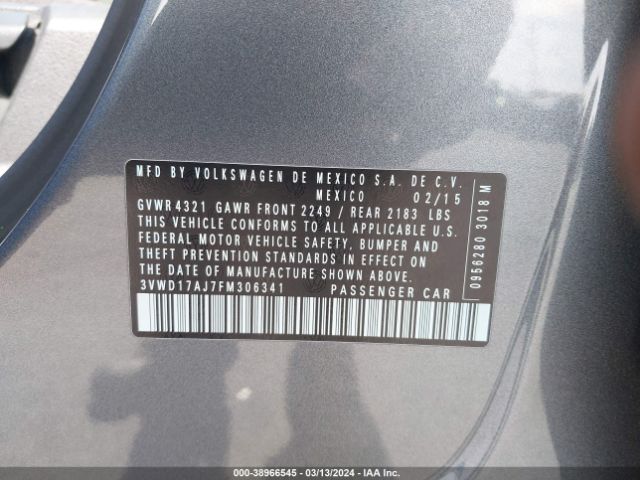 MFD BY VOLKSWAGEN DE MEXICO S.A. DE C.V.
MEXICO 02/15
GVWR 4321 GAWR FRONT 2249 / REAR 2183 LBS
THIS VEHICLE CONFORMS TO ALL APPLICABLE U.S.
FEDERAL MOTOR VEHICLE SAFETY, BUMPER AND
THEFT PREVENTION STANDARDS IN EFFECT ON
THE DATE OF MANUFACTURE SHOWN ABOVE.
3VWD17AJ7FM306341 PASSENGER CAR
0956280 3018 M
000-38966545 - 03/13/2024 - IAA Inc.